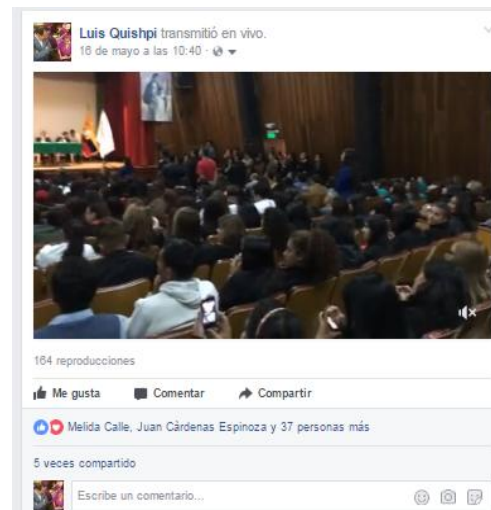 Luis Quishpi transmitió en vivo.
16 de mayo a las 10:40 ·
164 reproducciones
Me gusta Comentar Compartir
Melida Calle, Juan Càrdenas Espinoza y 37 personas más
5 veces compartido
Escribe un comentario...